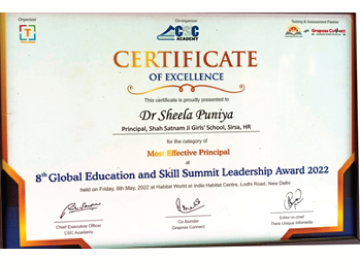 Organizer
Co-organizer
Testing & Assessment Partner
T
CSC
ACADEMY
Grapess Connect
CERTIFICATE
OF EXCELLENCE
This certificate is proudly presented to
Dr Sheela Puniya
Principal, Shah Satnam Ji Girls' School, Sirsa, HR
for the category of
Most Effective Principal
at
8th Global Education and Skill Summit Leadership Award 2022
held on Friday, 6th May, 2022 at Habitat World at India Habitat Centre, Lodhi Road, New Delhi
Chief Executive Officer
CSC Academy
Co-founder
Grapess Connect
Editor-in-chief
Think Unique Infomedia